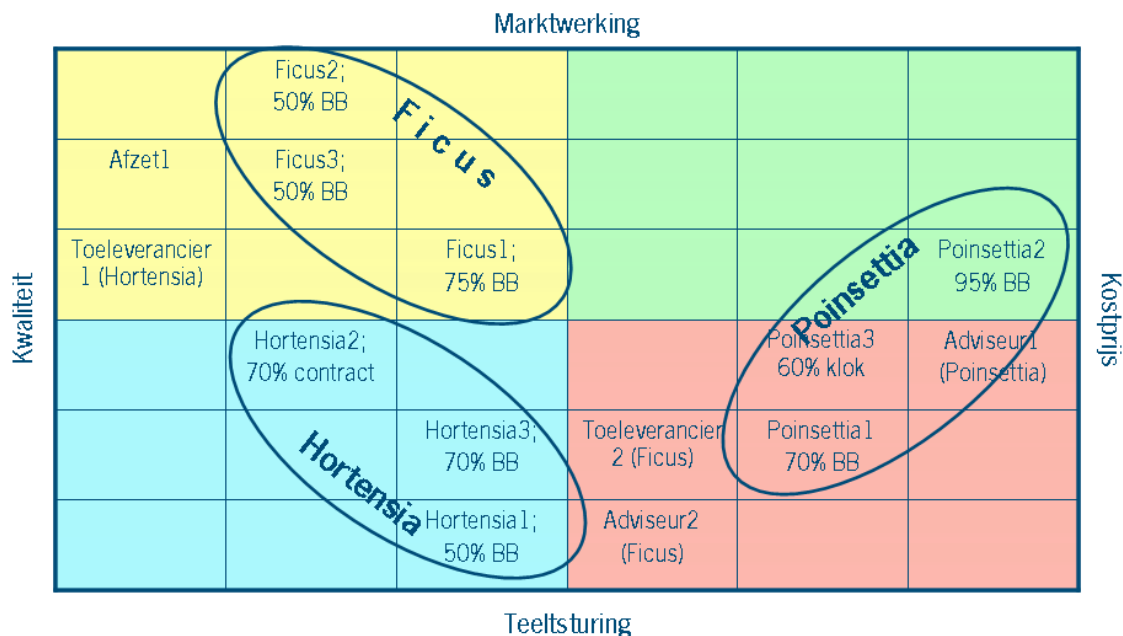 Marktwerking
Ficus2;
50% BB
Ficus
Afzet1
Ficus3;
50% BB
Toeleverancier
1 (Hortensia)
Ficus1;
75% BB
Poinsettia
Poinsettia2
95% BB
Kwaliteit
Kostprijs
Hortensia2;
70% contract
Poinsettia3
60% klok
Adviseur1
(Poinsettia)
Hortensia
Hortensia3;
70% BB
Toeleverancier
2 (Ficus)
Poinsettia1
70% BB
Hortensia1;
50% BB
Adviseur2
(Ficus)
Teeltsturing